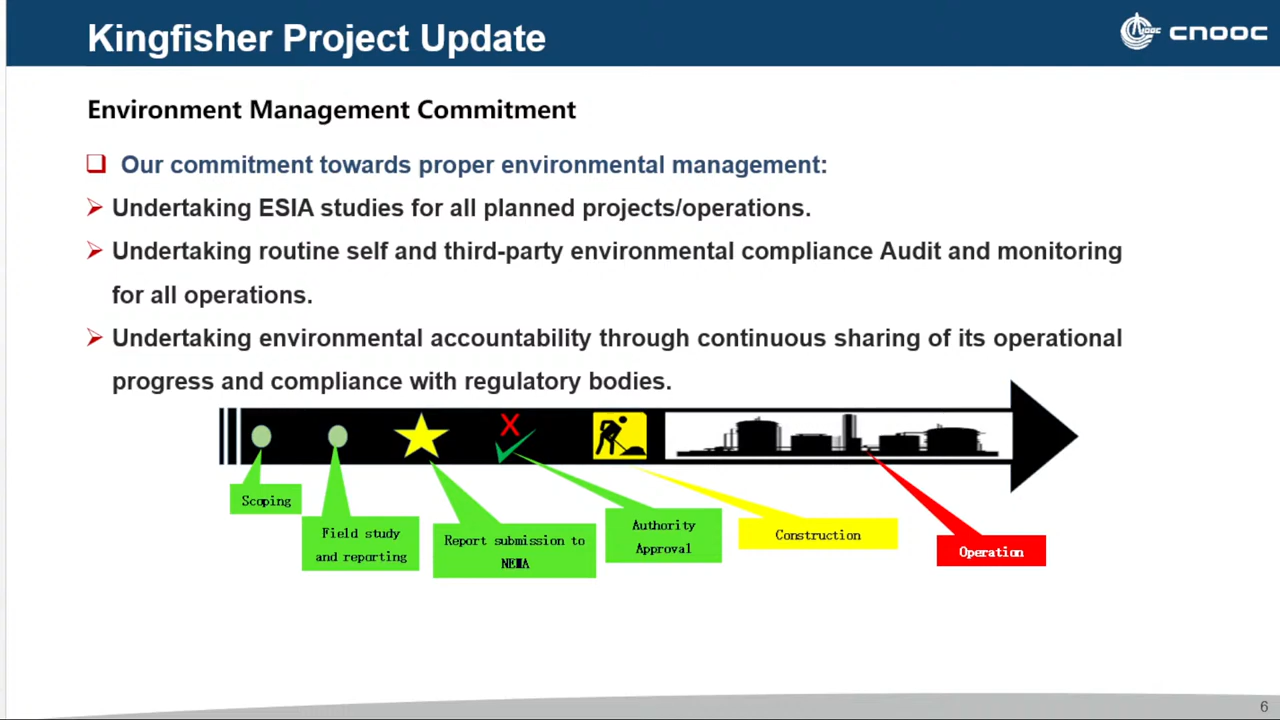 Kingfisher Project Update
CNOOC
Environment Management Commitment
Our commitment towards proper environmental management:
Undertaking ESIA studies for all planned projects/operations.
Undertaking routine self and third-party environmental compliance Audit and monitoring
for all operations.
Undertaking environmental accountability through continuous sharing of its operational
progress and compliance with regulatory bodies.
X
Scoping
Field study
and reporting
Report submission to
NEMA
Authority
Approval
Construction
Operation
6